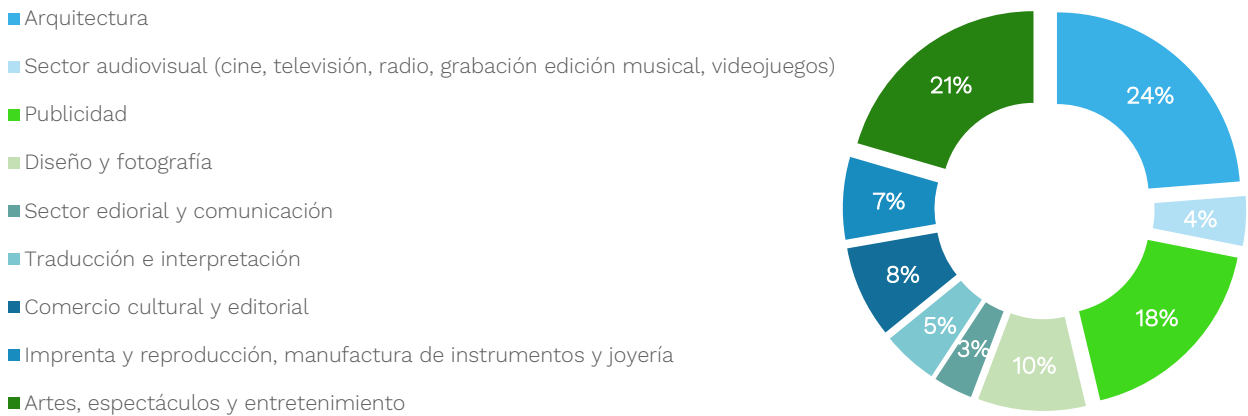 Arquitectura
Sector audiovisual (cine, televisión, radio, grabación edición musical, videojuegos)
Publicidad
Diseño y fotografía
Sector ediorial y comunicación
Traducción e interpretación
Comercio cultural y editorial
Imprenta y reproducción, manufactura de instrumentos y joyería
Artes, espectáculos y entretenimiento
24%
4%
18%
10%
3%
5%
8%
7%
21%